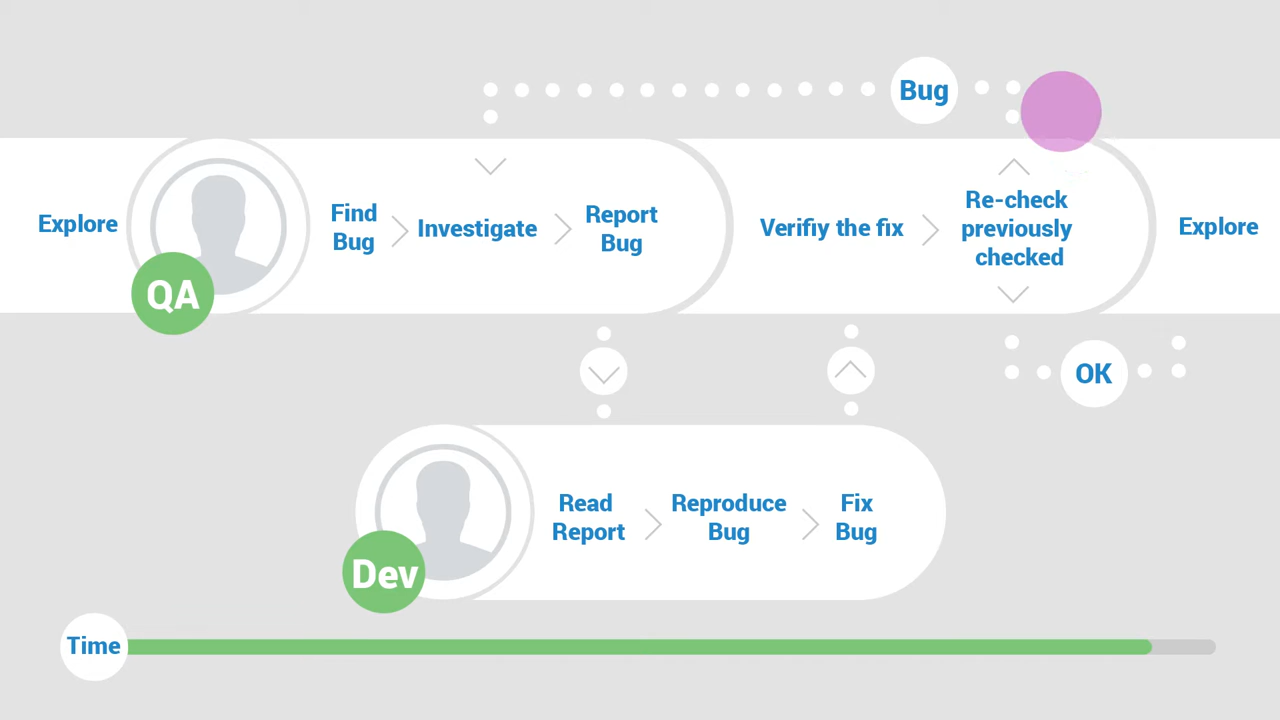 Bug
Explore
QA
Find
Bug
Investigate
Report
Bug
Verifiy the fix
Re-check
previously
checked
Explore
OK
Dev
Read
Report
Reproduce
Bug
Fix
Bug
Time